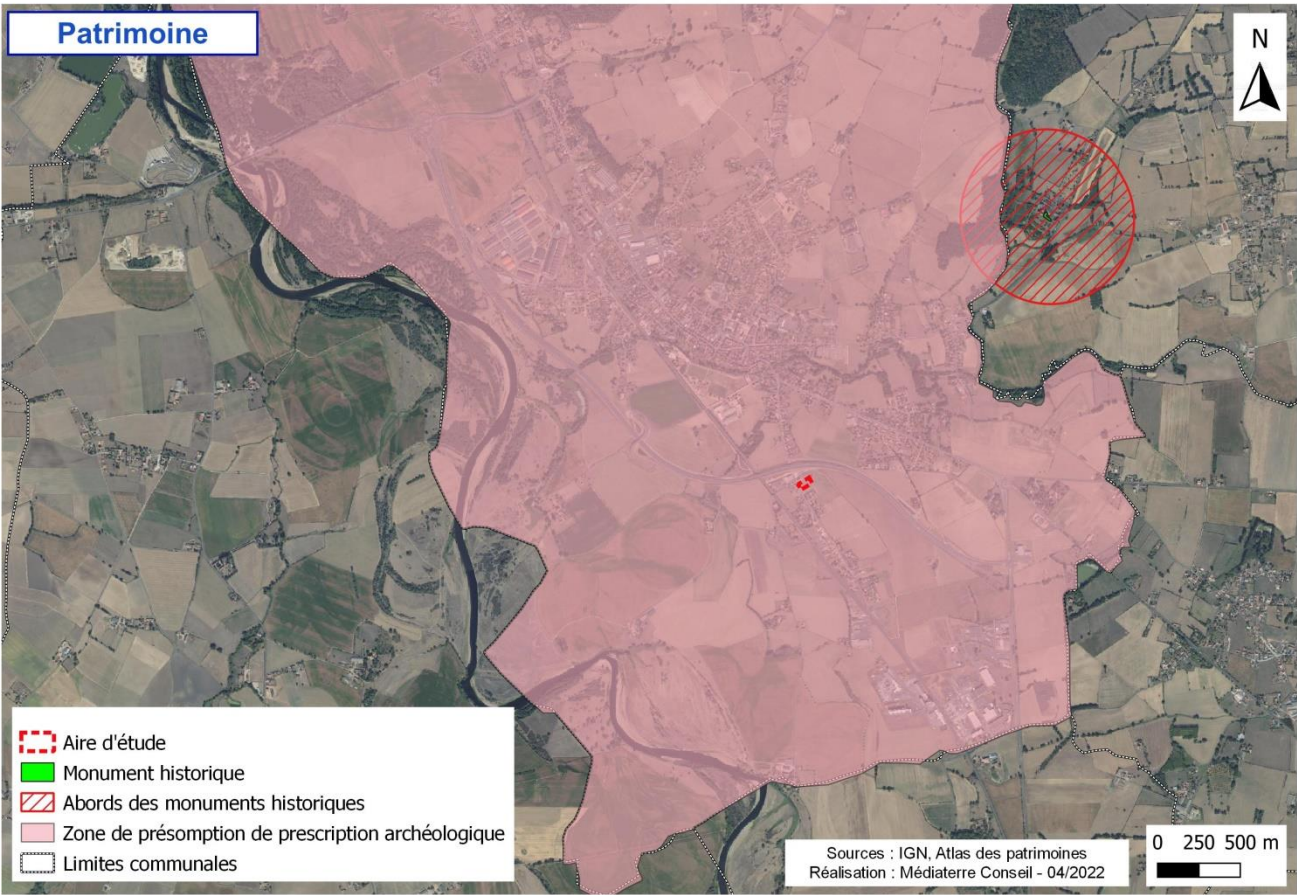 Patrimoine
N
Aire d'étude
Monument historique
Abords des monuments historiques
Zone de présomption de prescription archéologique
Limites communales
Sources : IGN, Atlas des patrimoines
Réalisation : Médiaterre Conseil - 04/2022
0 250 500 m